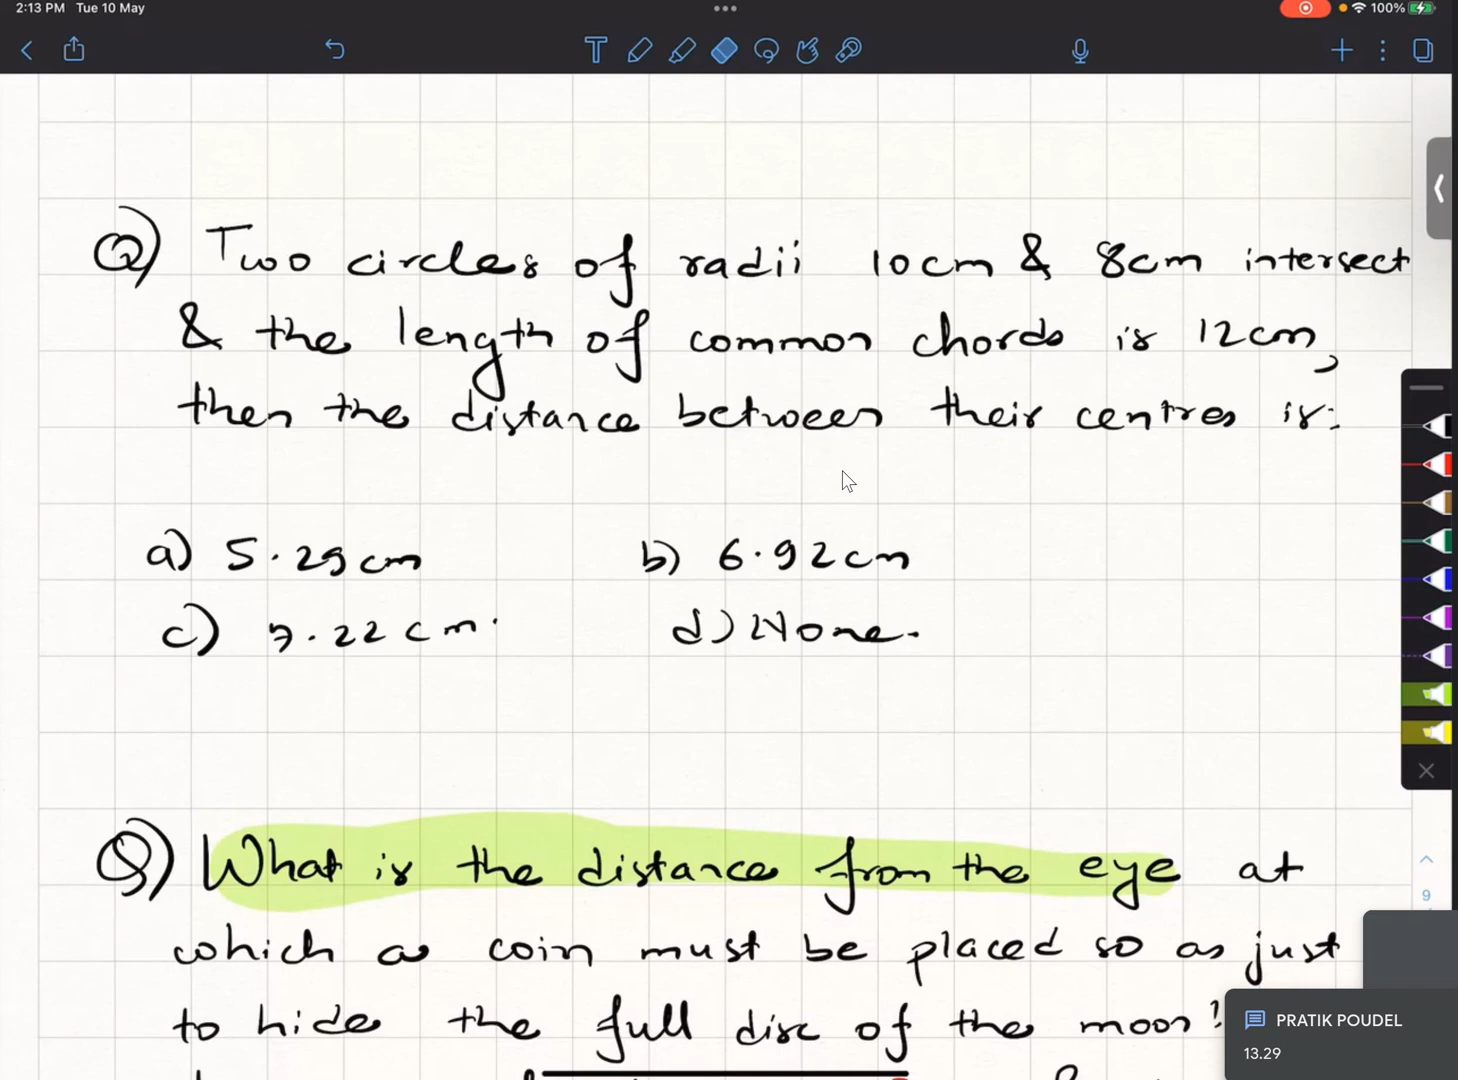 2:13 PM Tue 10 May
100%
Q) Two circles of radii 10cm & 8cm intersect
& the length of common chords is 12cm,
then the distance between their centres is:
a) 5.29cm
b) 6.92cm
c) 7.22 cm.
d) None.
Q) What is the distance from the eye at
which a coin must be placed so as just
to hide the full disc of the moon?
9
PRATIK POUDEL
13.29